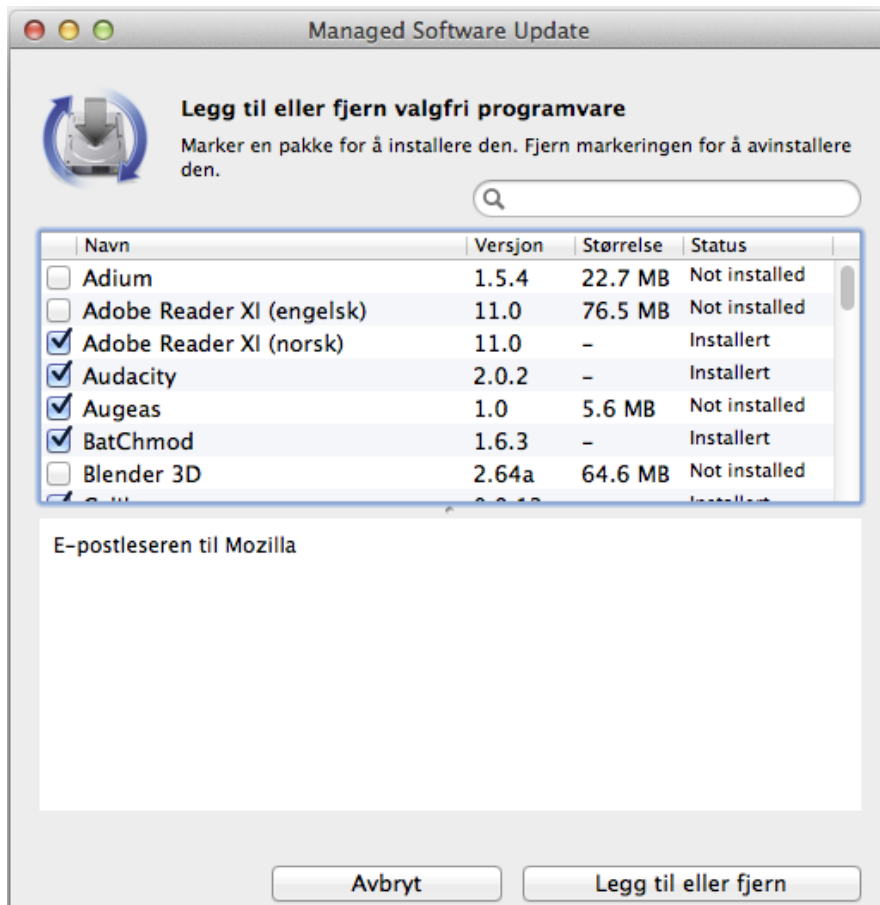 Managed Software Update
Legg til eller fjern valgfri programvare
Marker en pakke for å installere den. Fjern markeringen for å avinstallere
den.
Navn Versjon Størrelse Status
Adium 1.5.4 22.7 MB Not installed
Adobe Reader XI (engelsk) 11.0 76.5 MB Not installed
Adobe Reader XI (norsk) 11.0 – Installert
Audacity 2.0.2 – Installert
Augeas 1.0 5.6 MB Not installed
BatChmod 1.6.3 – Installert
Blender 3D 2.64a 64.6 MB Not installed
E-postleseren til Mozilla
Avbryt
Legg til eller fjern